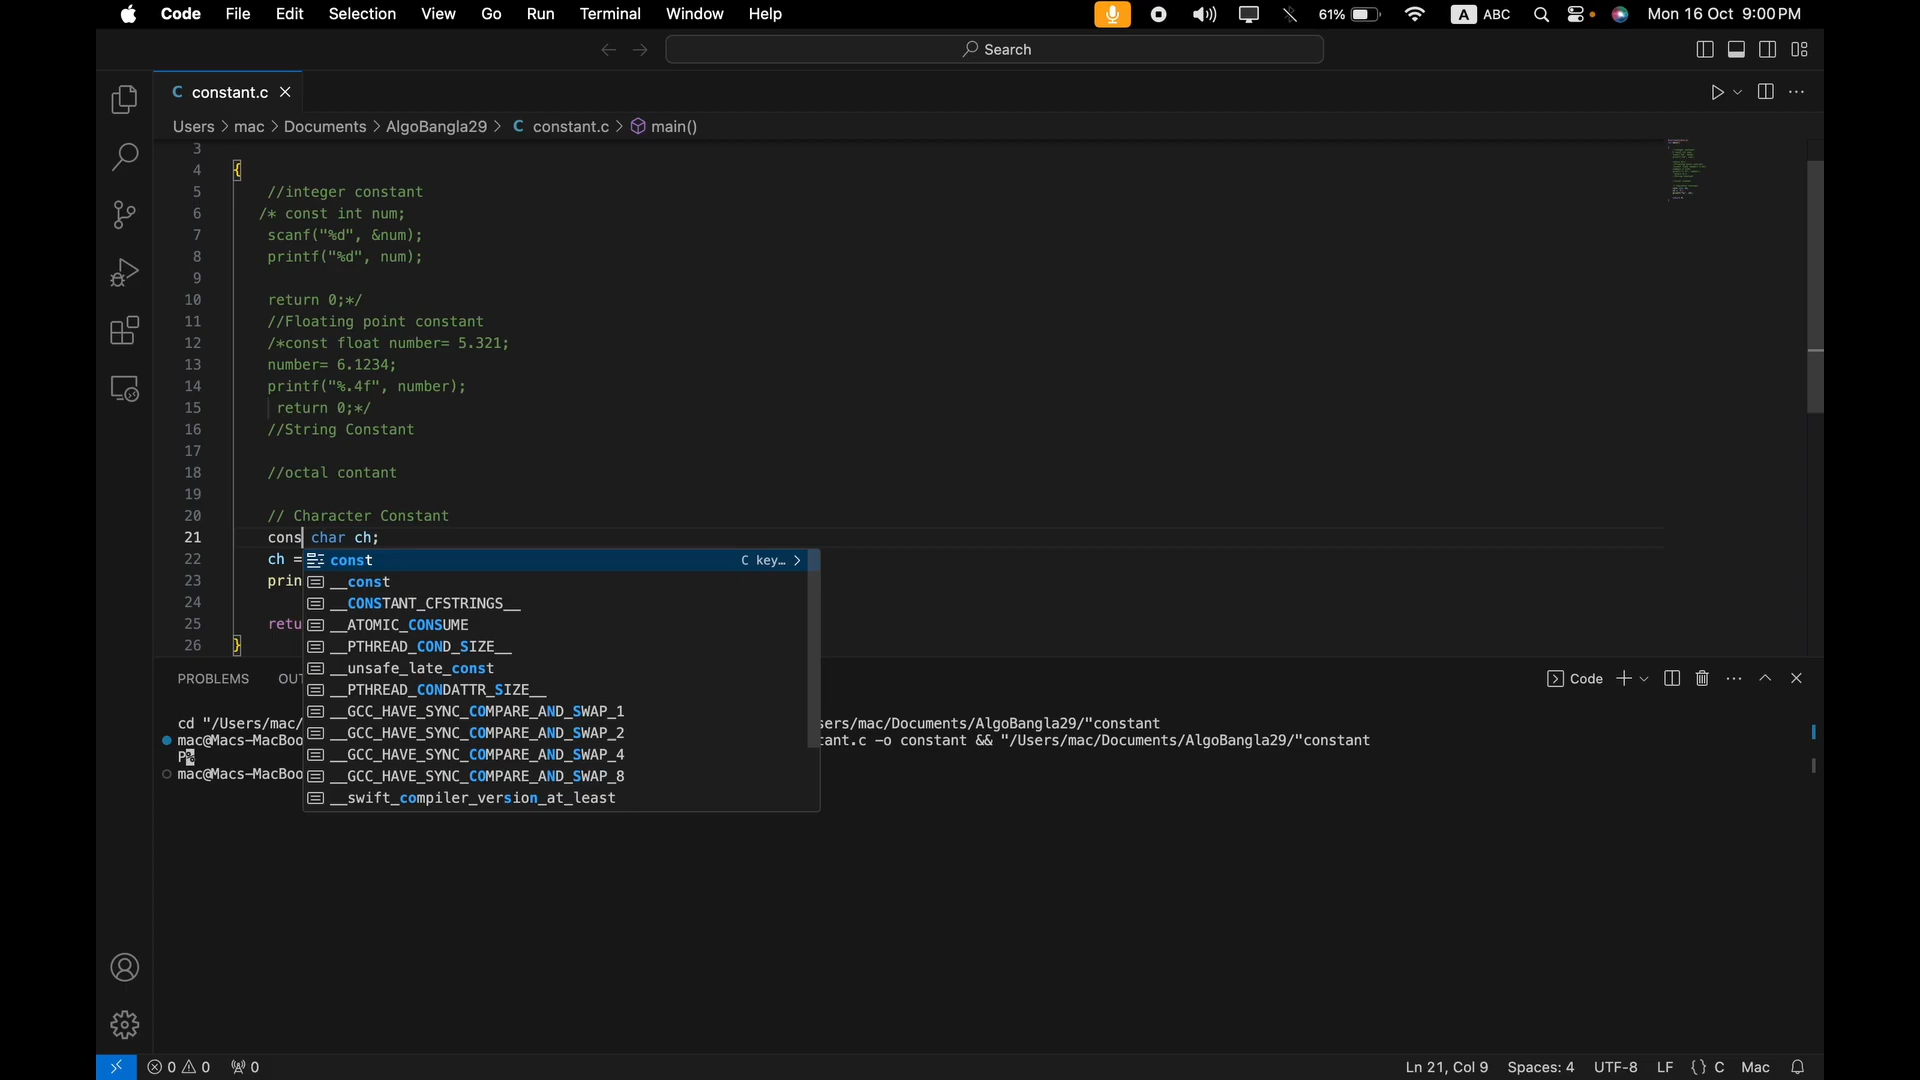 Code File Edit Selection View Go Run Terminal Window Help 61% A ABC Mon 16 Oct 9:00 PM
Search
C constant.c
Users > mac > Documents > AlgoBangla29 > C constant.c > main()
3
4 {
5 //integer constant
6 /* const int num;
7 scanf("%d", &num);
8 printf("%d", num);
9
10 return 0;*/
11 //Floating point constant
12 /*const float number= 5.321;
13 number= 6.1234;
14 printf("%.4f", number);
15 return 0;*/
16 //String Constant
17
18 //octal contant
19
20 // Character Constant
21 cons char ch;
22 ch =
23 prin
24
25 retu
26 }
const C key… >
__const
__CONSTANT_CFSTRINGS__
__ATOMIC_CONSUME
__PTHREAD_COND_SIZE__
__unsafe_late_const
__PTHREAD_CONDATTR_SIZE__
__GCC_HAVE_SYNC_COMPARE_AND_SWAP_1
__GCC_HAVE_SYNC_COMPARE_AND_SWAP_2
__GCC_HAVE_SYNC_COMPARE_AND_SWAP_4
__GCC_HAVE_SYNC_COMPARE_AND_SWAP_8
__swift_compiler_version_at_least
PROBLEMS OUT Code
cd "/Users/mac/ sers/mac/Documents/AlgoBangla29/"constant
mac@Macs-MacBoo tant.c -o constant && "/Users/mac/Documents/AlgoBangla29/"constant
P%
mac@Macs-MacBoo
0 0 0 Ln 21, Col 9 Spaces: 4 UTF-8 LF {} C Mac